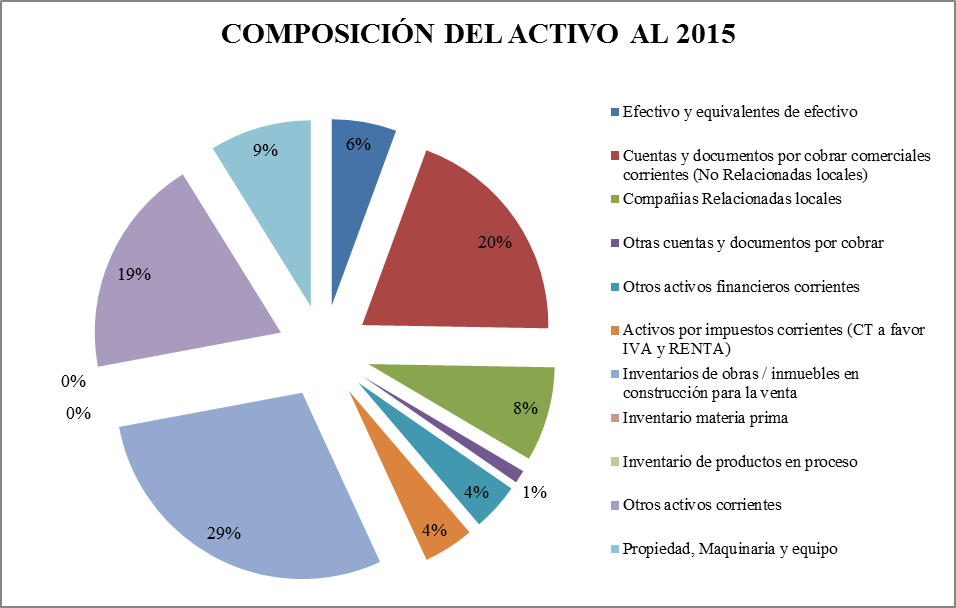 COMPOSICIÓN DEL ACTIVO AL 2015
6%
20%
8%
1%
4%
4%
29%
0%
0%
19%
9%
Efectivo y equivalentes de efectivo
Cuentas y documentos por cobrar comerciales
corrientes (No Relacionadas locales)
Compañias Relacionadas locales
Otras cuentas y documentos por cobrar
Otros activos financieros corrientes
Activos por impuestos corrientes (CT a favor
IVA y RENTA)
Inventarios de obras / inmuebles en
construcción para la venta
Inventario materia prima
Inventario de productos en proceso
Otros activos corrientes
Propiedad, Maquinaria y equipo